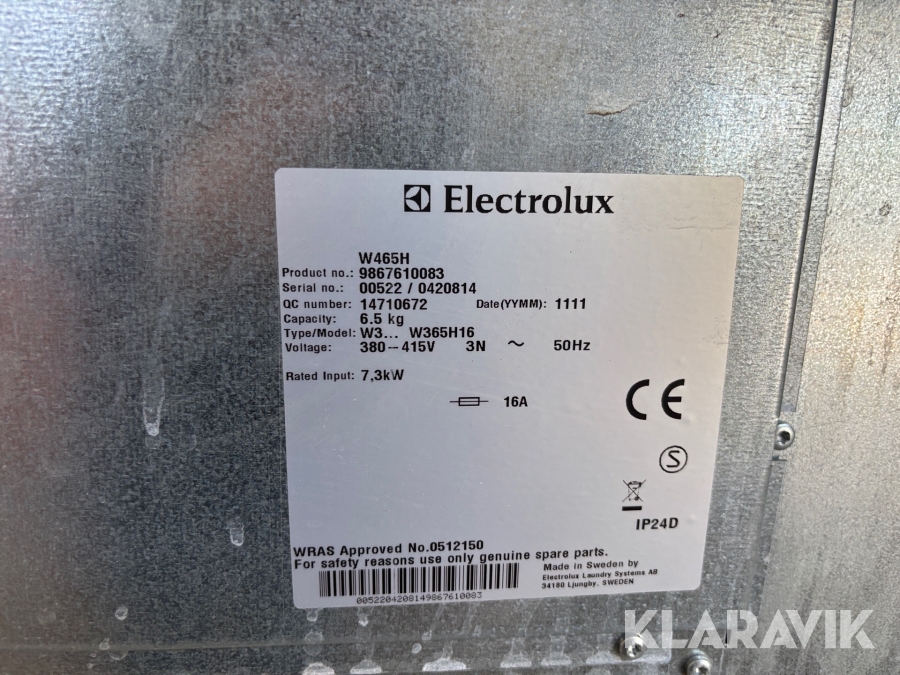 Electrolux
W465H
Product no.: 9867610083
Serial no.: 00522 / 0420814
QC number: 14710672 Date(YYMM): 1111
Capacity: 6.5 kg
Type/Model: W3... W365H16
Voltage: 380-415V 3N ~ 50Hz
Rated Input: 7,3kW
16A
CE
S
IP24D
WRAS Approved No.0512150
For safety reasons use only genuine spare parts.
Made in Sweden by
Electrolux Laundry Systems AB
34180 Ljungby, SWEDEN
0052204208149867610083
KLARAVIK